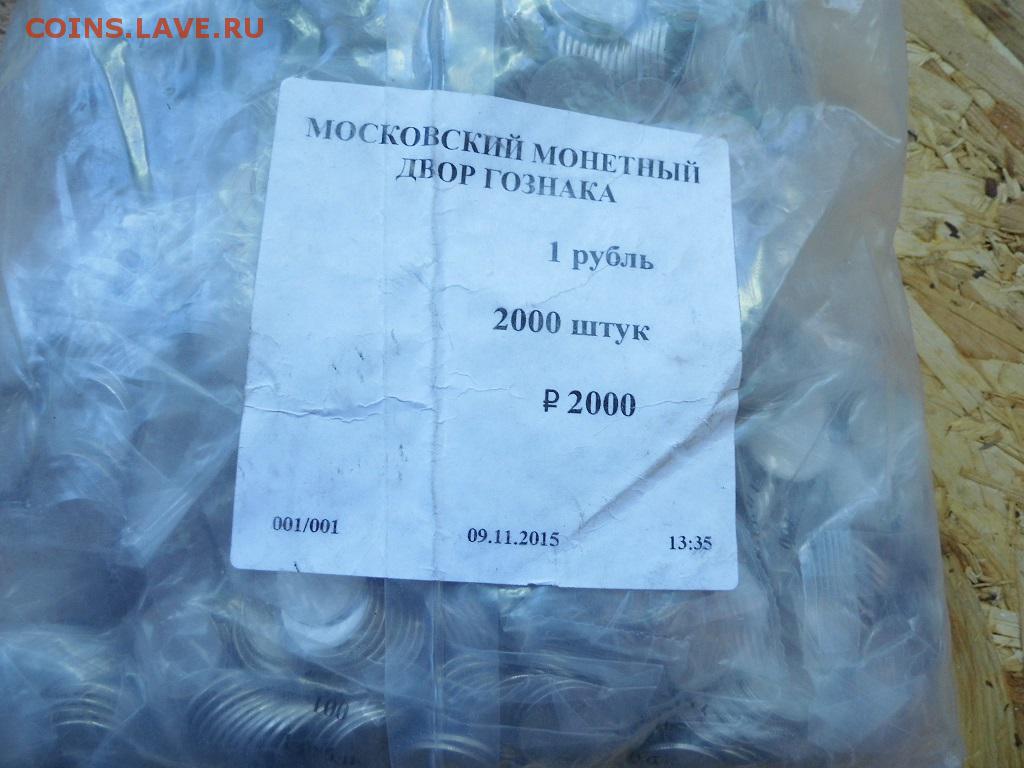 COINS.LAVE.RU
МОСКОВСКИЙ МОНЕТНЫЙ
ДВОР ГОЗНАКА
1 рубль
2000 штук
₽ 2000
001/001 09.11.2015 13:35
100